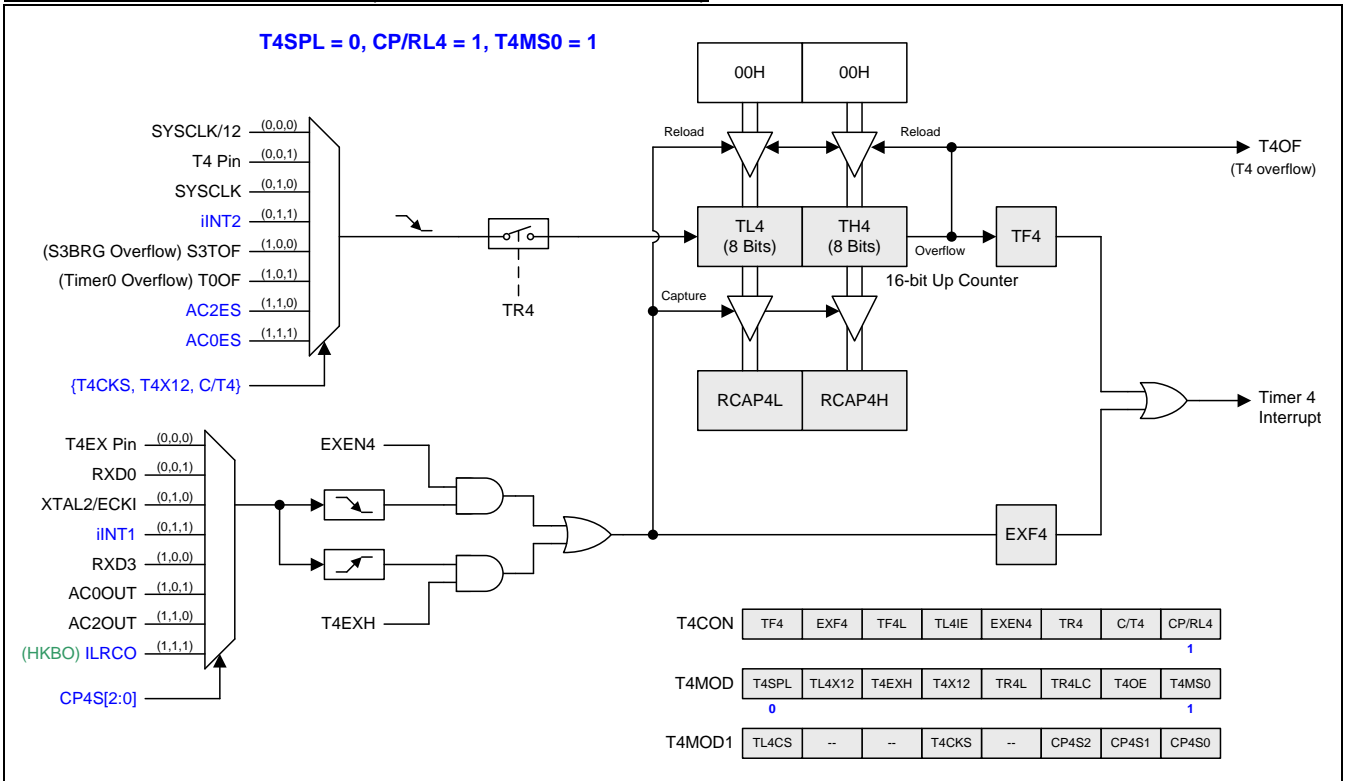 T4SPL = 0, CP/RL4 = 1, T4MS0 = 1
00H 00H
Reload Reload
T4OF
(T4 overflow)
SYSCLK/12 (0,0,0)
T4 Pin (0,0,1)
SYSCLK (0,1,0)
iINT2 (0,1,1)
(S3BRG Overflow) S3TOF (1,0,0)
(Timer0 Overflow) T0OF (1,0,1)
AC2ES (1,1,0)
AC0ES (1,1,1)
{T4CKS, T4X12, C/T4}
TR4
TL4
(8 Bits)
TH4
(8 Bits)
Overflow
TF4
16-bit Up Counter
Capture
RCAP4L RCAP4H
Timer 4
Interrupt
T4EX Pin (0,0,0)
RXD0 (0,0,1)
XTAL2/ECKI (0,1,0)
iINT1 (0,1,1)
RXD3 (1,0,0)
AC0OUT (1,0,1)
AC2OUT (1,1,0)
(HKBO) ILRCO (1,1,1)
CP4S[2:0]
EXEN4
T4EXH
EXF4
T4CON TF4 EXF4 TF4L TL4IE EXEN4 TR4 C/T4 CP/RL4
1
T4MOD T4SPL TL4X12 T4EXH T4X12 TR4L TR4LC T4OE T4MS0
0 1
T4MOD1 TL4CS -- -- T4CKS -- CP4S2 CP4S1 CP4S0